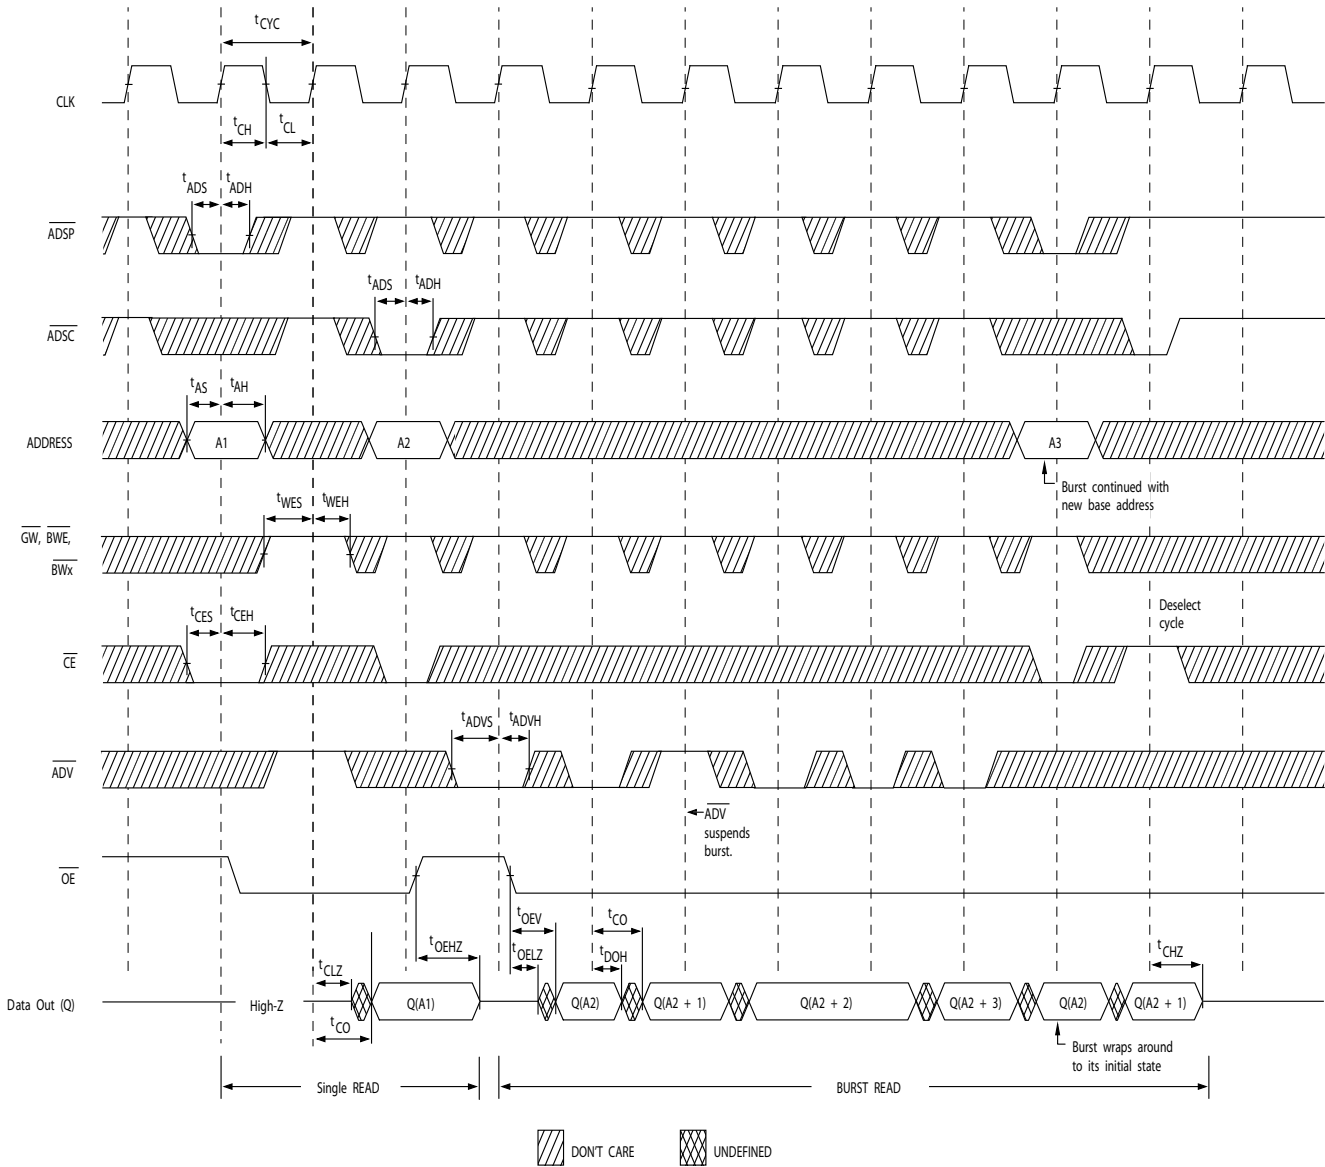 tCYC
CLK
tCH
tCL
tADS tADH
ADSP
tADS tADH
ADSC
tAS tAH
ADDRESS
A1 A2 A3
Burst continued with
new base address
tWES tWEH
GW, BWE,
BWx
Deselect
cycle
tCES tCEH
CE
tADVS tADVH
ADV
ADV
suspends
burst.
OE
tOEV tCO
tOEHZ tOELZ tDOH tCHZ
tCLZ
Data Out (Q) High-Z Q(A1) Q(A2) Q(A2 + 1) Q(A2 + 2) Q(A2 + 3) Q(A2) Q(A2 + 1)
tCO
Burst wraps around
to its initial state
Single READ BURST READ
DON'T CARE UNDEFINED